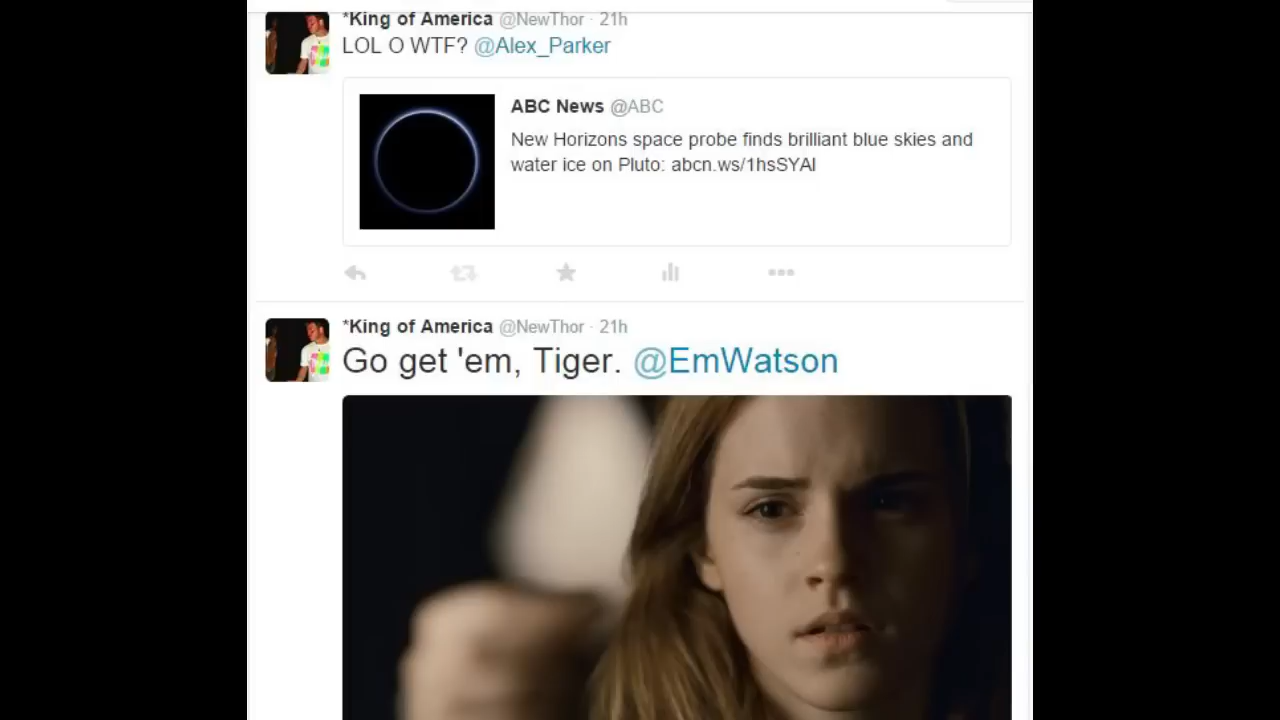 *King of America @NewThor · 21h
LOL O WTF? @Alex_Parker
ABC News @ABC
New Horizons space probe finds brilliant blue skies and
water ice on Pluto: abcn.ws/1hsSYAl
*King of America @NewThor · 21h
Go get 'em, Tiger. @EmWatson